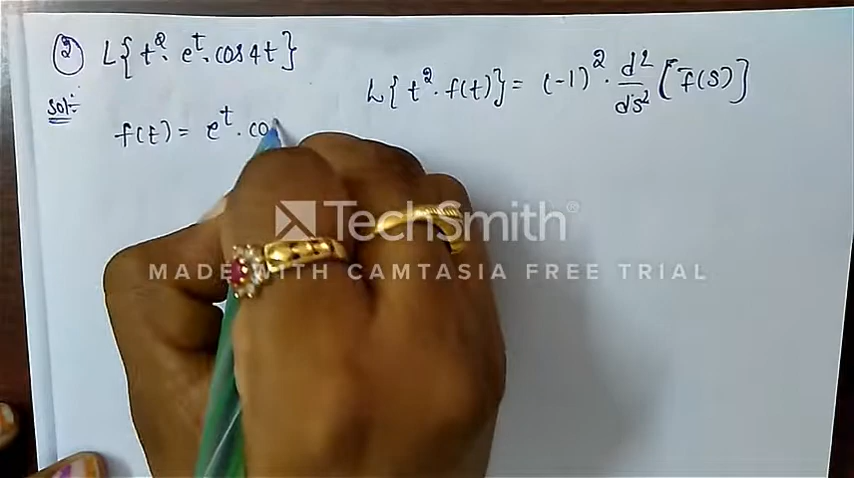 ② L{t². e^t. cos4t}
L{t². f(t)} = (-1)². d²/ds² [f̄(s)]
Sol:-
f(t) = e^t. co
TechSmith®
MADE WITH CAMTASIA FREE TRIAL